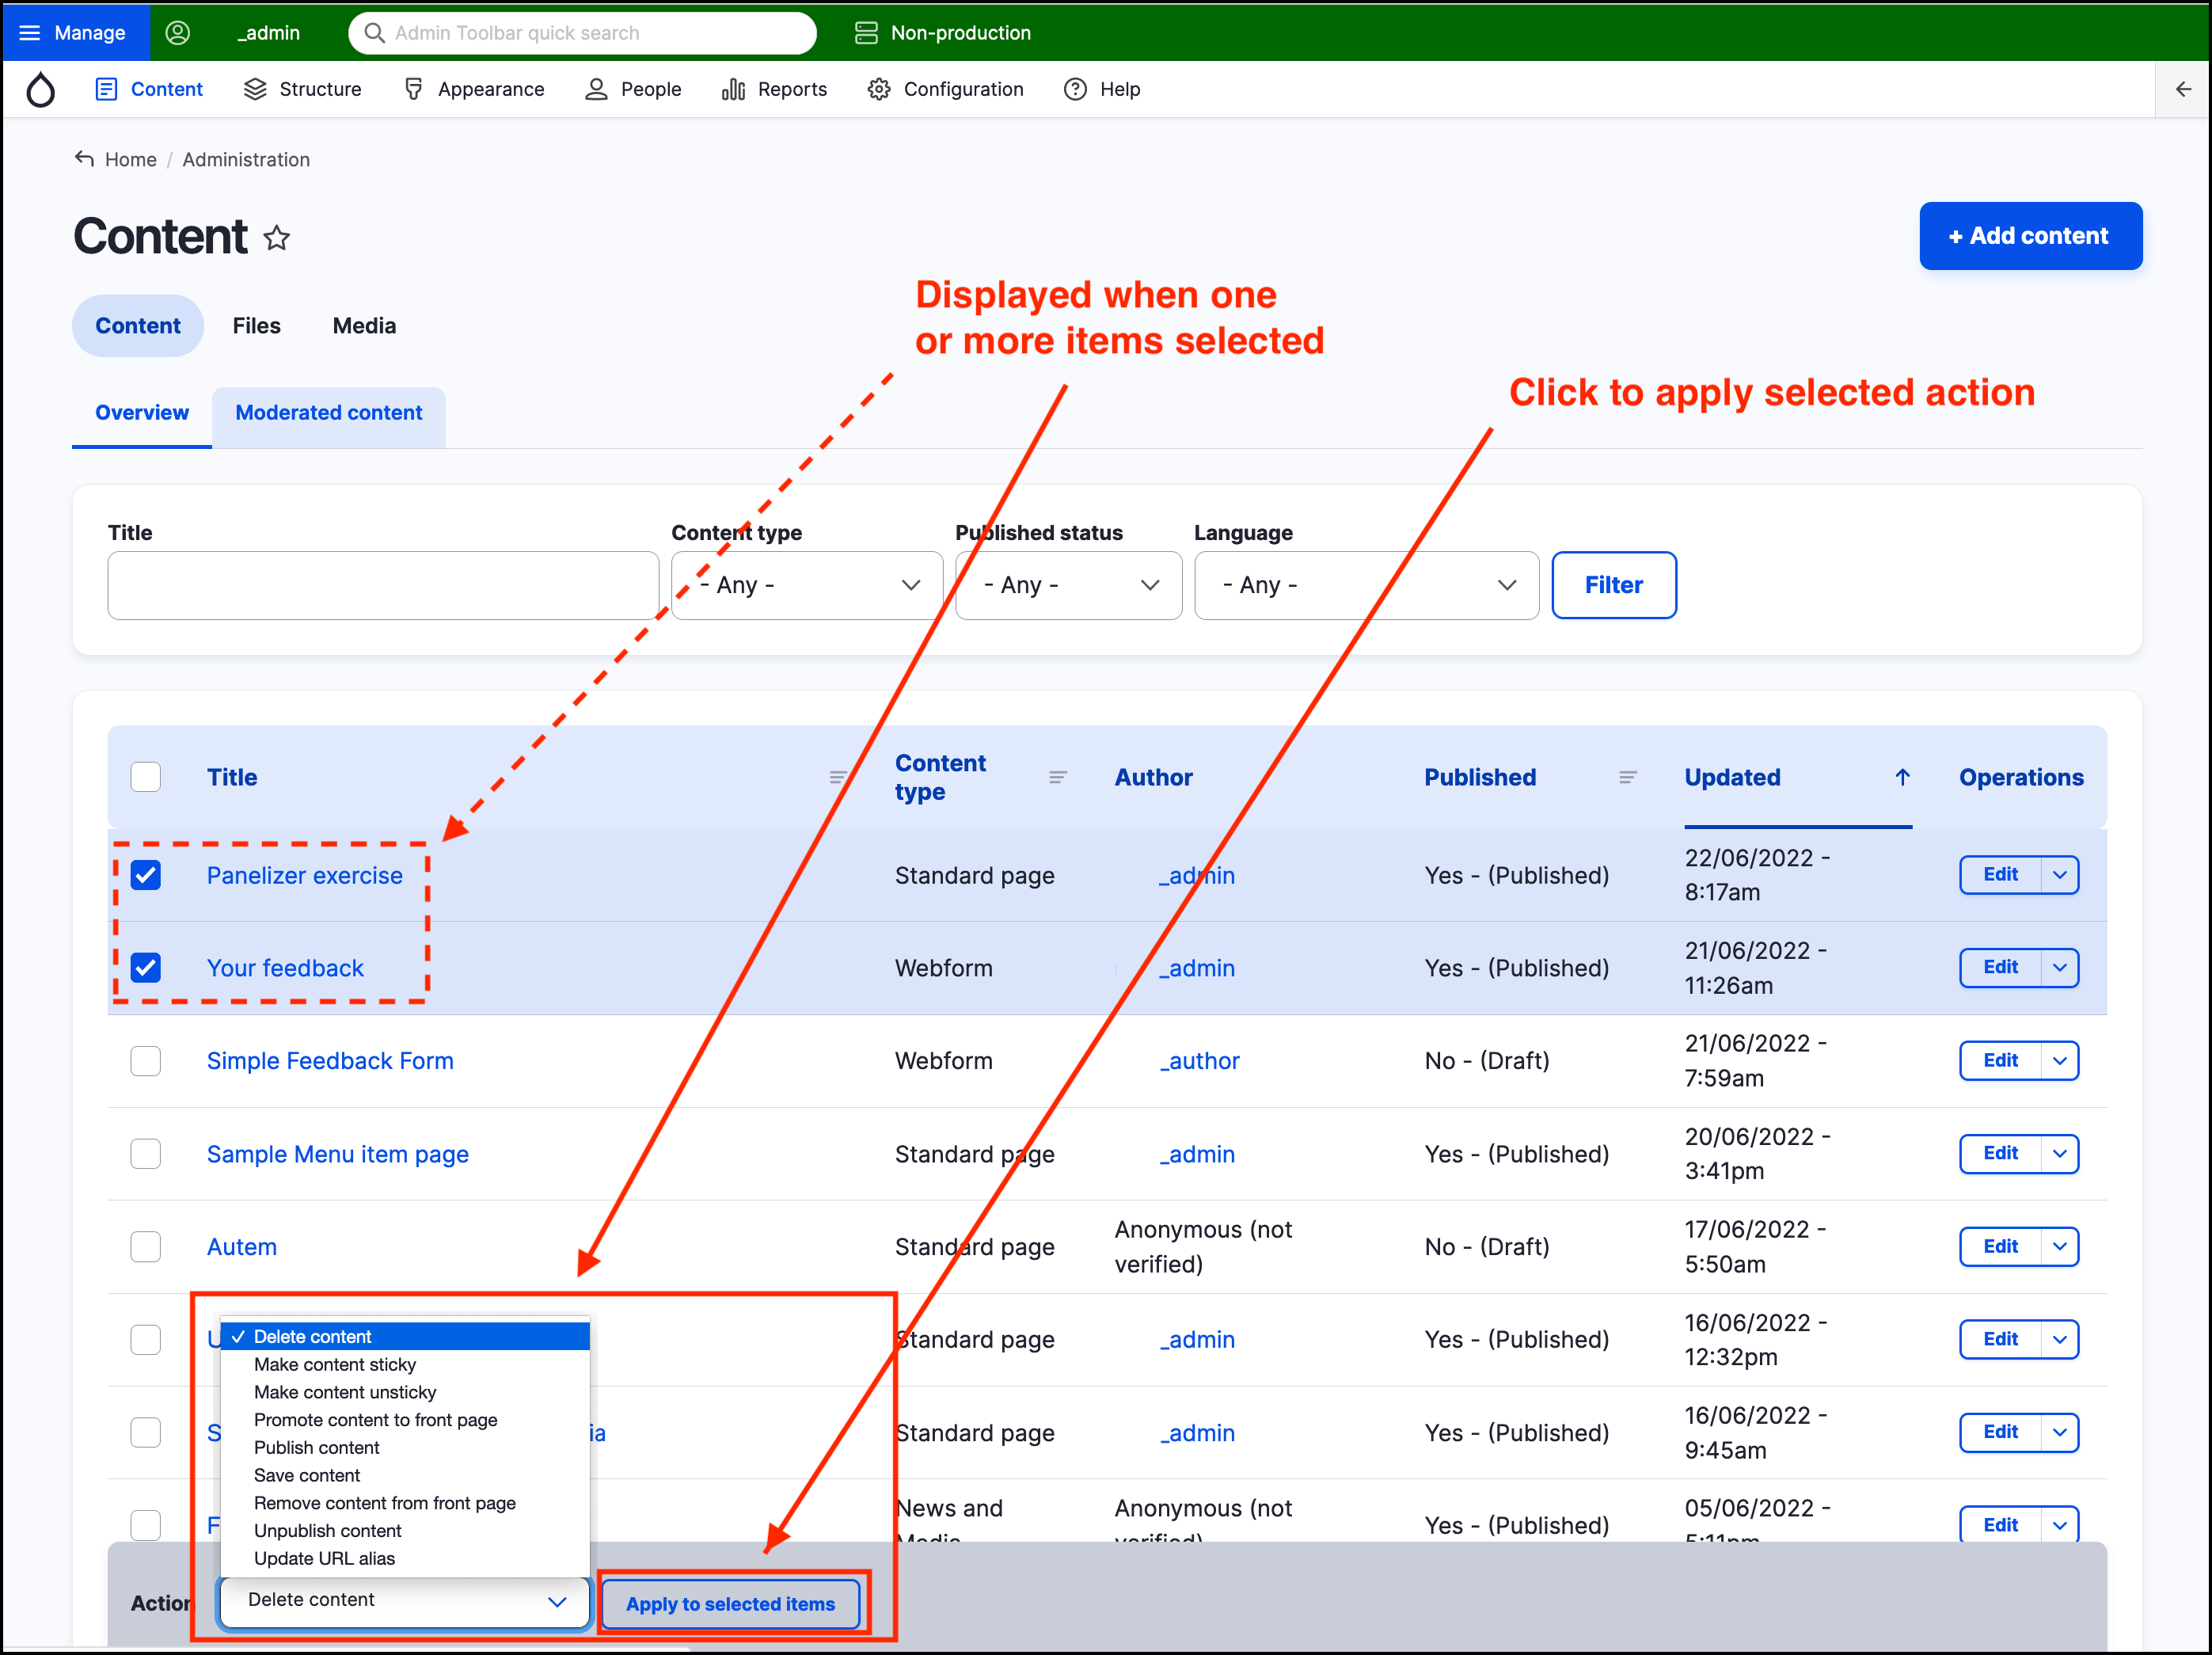 Manage
_admin
Admin Toolbar quick search
Non-production
Content
Structure
Appearance
People
Reports
Configuration
Help
Home / Administration
Content
+ Add content
Displayed when one
or more items selected
Click to apply selected action
Content
Files
Media
Overview
Moderated content
Title
Content type
Published status
Language
- Any -
- Any -
- Any -
Filter
Title
Content
type
Author
Published
Updated
Operations
Panelizer exercise
Standard page
_admin
Yes - (Published)
22/06/2022 -
8:17am
Edit
Your feedback
Webform
_admin
Yes - (Published)
21/06/2022 -
11:26am
Edit
Simple Feedback Form
Webform
_author
No - (Draft)
21/06/2022 -
7:59am
Edit
Sample Menu item page
Standard page
_admin
Yes - (Published)
20/06/2022 -
3:41pm
Edit
Autem
Standard page
Anonymous (not
verified)
No - (Draft)
17/06/2022 -
5:50am
Edit
Standard page
_admin
Yes - (Published)
16/06/2022 -
12:32pm
Edit
Standard page
_admin
Yes - (Published)
16/06/2022 -
9:45am
Edit
News and
Media
Anonymous (not
verified)
Yes - (Published)
05/06/2022 -
5:11pm
Edit
Delete content
Make content sticky
Make content unsticky
Promote content to front page
Publish content
Save content
Remove content from front page
Unpublish content
Update URL alias
Action
Delete content
Apply to selected items